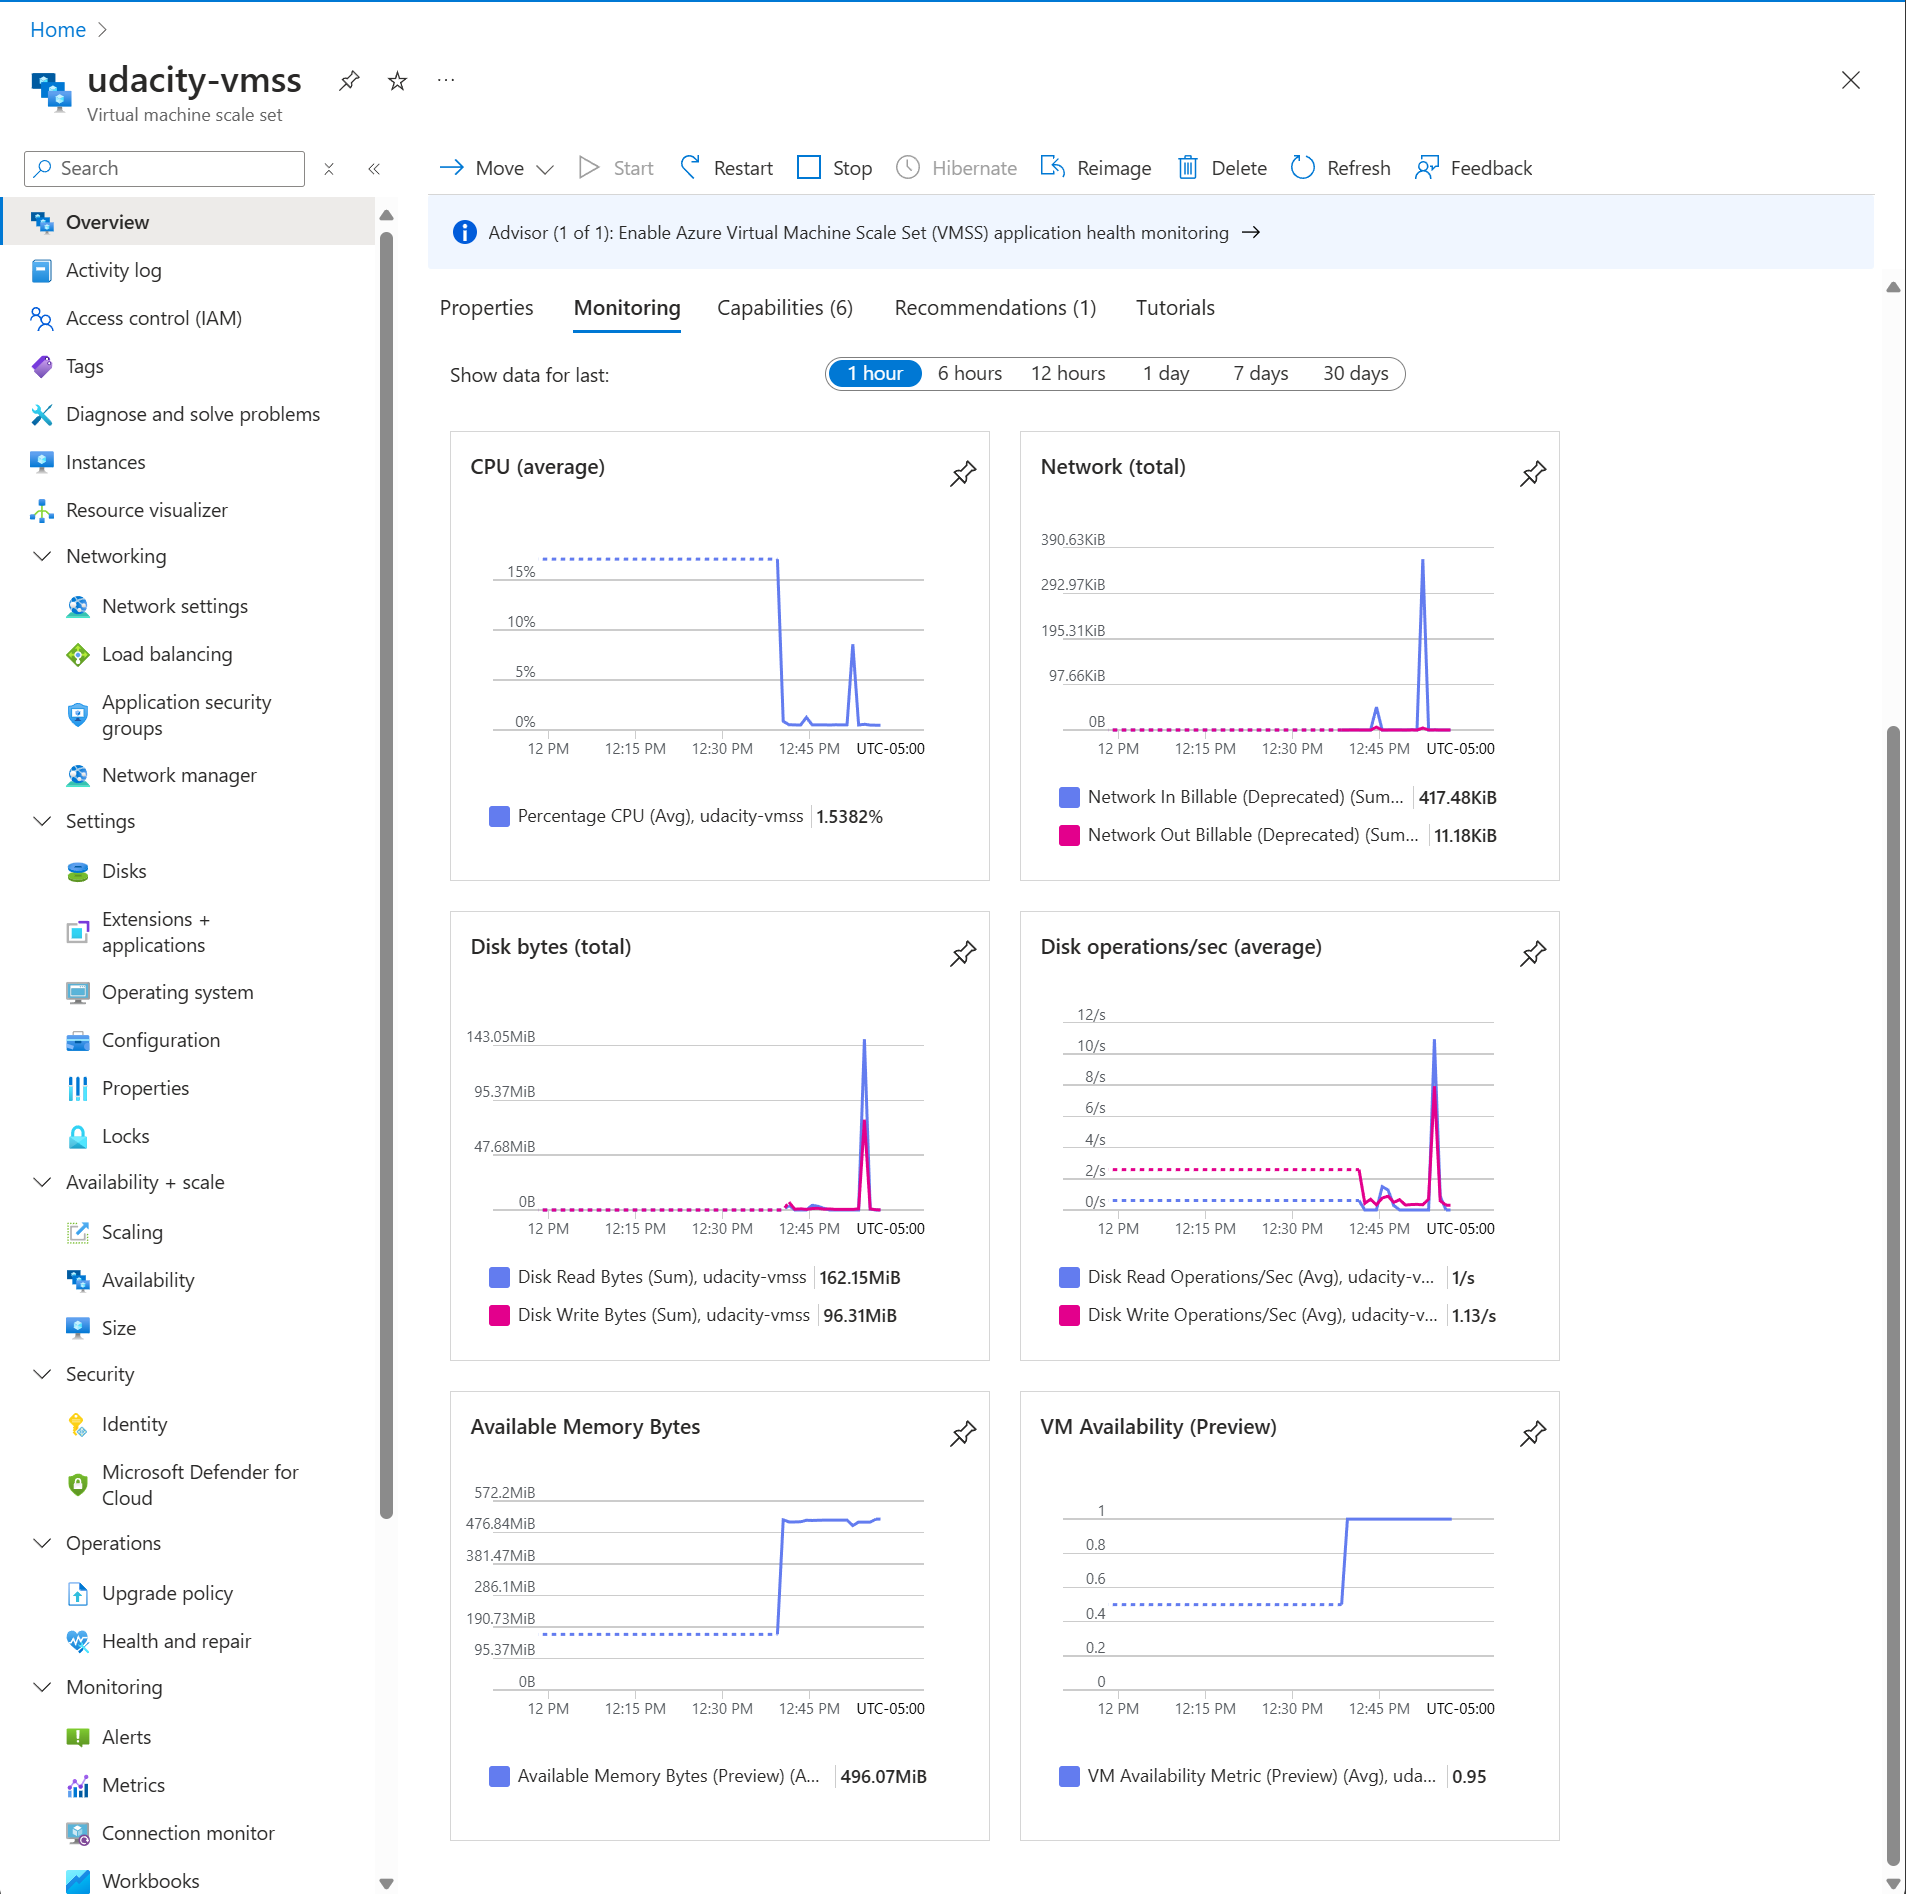 Home
udacity-vmss
Virtual machine scale set
Search
Move
Start
Restart
Stop
Hibernate
Reimage
Delete
Refresh
Feedback
Overview
Activity log
Access control (IAM)
Tags
Diagnose and solve problems
Instances
Resource visualizer
Networking
Network settings
Load balancing
Application security
groups
Network manager
Settings
Disks
Extensions +
applications
Operating system
Configuration
Properties
Locks
Availability + scale
Scaling
Availability
Size
Security
Identity
Microsoft Defender for
Cloud
Operations
Upgrade policy
Health and repair
Monitoring
Alerts
Metrics
Connection monitor
Workbooks
Advisor (1 of 1): Enable Azure Virtual Machine Scale Set (VMSS) application health monitoring
Properties
Monitoring
Capabilities (6)
Recommendations (1)
Tutorials
Show data for last:
1 hour
6 hours
12 hours
1 day
7 days
30 days
CPU (average)
15%
10%
5%
0%
12 PM 12:15 PM 12:30 PM 12:45 PM UTC-05:00
Percentage CPU (Avg), udacity-vmss 1.5382%
Network (total)
390.63KiB
292.97KiB
195.31KiB
97.66KiB
0B
12 PM 12:15 PM 12:30 PM 12:45 PM UTC-05:00
Network In Billable (Deprecated) (Sum... 417.48KiB
Network Out Billable (Deprecated) (Sum... 11.18KiB
Disk bytes (total)
143.05MiB
95.37MiB
47.68MiB
0B
12 PM 12:15 PM 12:30 PM 12:45 PM UTC-05:00
Disk Read Bytes (Sum), udacity-vmss 162.15MiB
Disk Write Bytes (Sum), udacity-vmss 96.31MiB
Disk operations/sec (average)
12/s
10/s
8/s
6/s
4/s
2/s
0/s
12 PM 12:15 PM 12:30 PM 12:45 PM UTC-05:00
Disk Read Operations/Sec (Avg), udacity-v... 1/s
Disk Write Operations/Sec (Avg), udacity-v... 1.13/s
Available Memory Bytes
572.2MiB
476.84MiB
381.47MiB
286.1MiB
190.73MiB
95.37MiB
0B
12 PM 12:15 PM 12:30 PM 12:45 PM UTC-05:00
Available Memory Bytes (Preview) (A... 496.07MiB
VM Availability (Preview)
1
0.8
0.6
0.4
0.2
0
12 PM 12:15 PM 12:30 PM 12:45 PM UTC-05:00
VM Availability Metric (Preview) (Avg), uda... 0.95